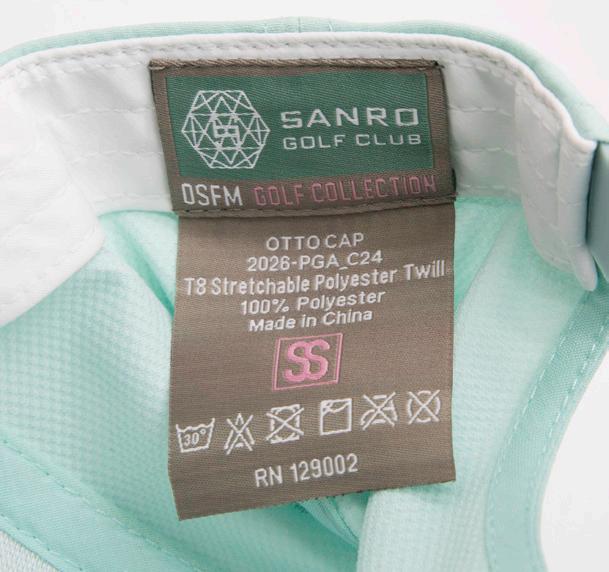 SANRO
GOLF CLUB
DSFM GOLF COLLECTION
OTTO CAP
2026-PGA_C24
T8 Stretchable Polyester Twill
100% Polyester
Made in China
SS
30°
RN 129002